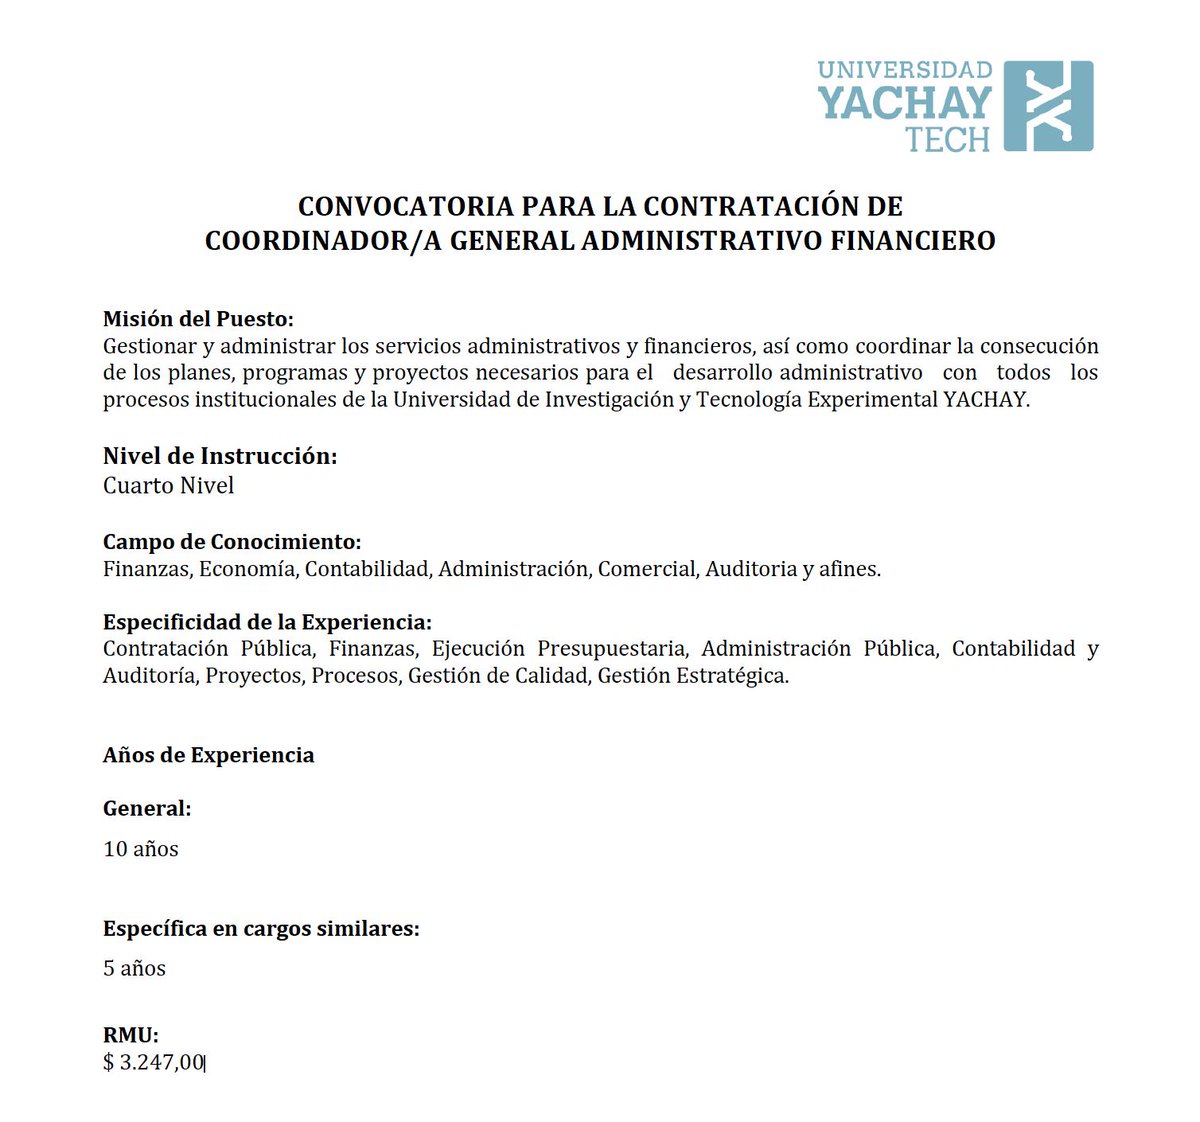 UNIVERSIDAD
YACHAY
TECH
CONVOCATORIA PARA LA CONTRATACIÓN DE
COORDINADOR/A GENERAL ADMINISTRATIVO FINANCIERO
Misión del Puesto:
Gestionar y administrar los servicios administrativos y financieros, así como coordinar la consecución
de los planes, programas y proyectos necesarios para el desarrollo administrativo con todos los
procesos institucionales de la Universidad de Investigación y Tecnología Experimental YACHAY.
Nivel de Instrucción:
Cuarto Nivel
Campo de Conocimiento:
Finanzas, Economía, Contabilidad, Administración, Comercial, Auditoria y afines.
Especificidad de la Experiencia:
Contratación Pública, Finanzas, Ejecución Presupuestaria, Administración Pública, Contabilidad y
Auditoría, Proyectos, Procesos, Gestión de Calidad, Gestión Estratégica.
Años de Experiencia
General:
10 años
Específica en cargos similares:
5 años
RMU:
$ 3.247,00